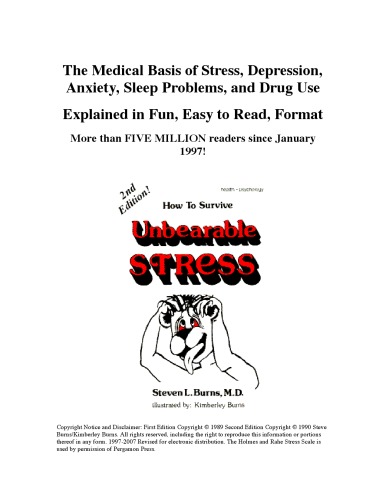 The Medical Basis of Stress, Depression,
Anxiety, Sleep Problems, and Drug Use
Explained in Fun, Easy to Read, Format
More than FIVE MILLION readers since January
1997!
2nd
Edition!
health - psychology
How To Survive
Unbearable
STRESS
Steven L. Burns, M.D.
Illustrated by: Kimberley Burns
Copyright Notice and Disclaimer: First Edition Copyright © 1989 Second Edition Copyright © 1990 Steve
Burns/Kimberley Burns. All rights reserved, including the right to reproduce this information or portions
thereof in any form. 1997-2007 Revised for electronic distribution. The Holmes and Rahe Stress Scale is
used by permission of Pergamon Press.